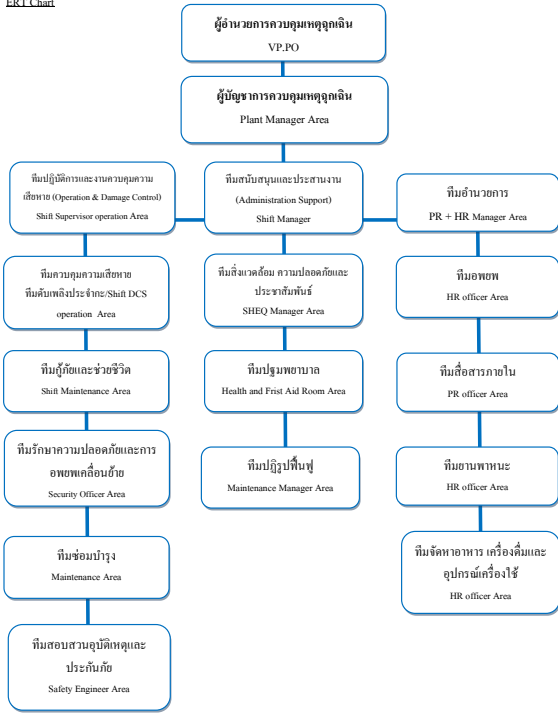 ERT Chart
ผู้อำนวยการควบคุมเหตุฉุกเฉิน
VP.PO
ผู้บัญชาการควบคุมเหตุฉุกเฉิน
Plant Manager Area
ทีมปฏิบัติการและงานควบคุมความ
เสียหาย (Operation & Damage Control)
Shift Supervisor operation Area
ทีมสนับสนุนและประสานงาน
(Administration Support)
Shift Manager
ทีมอำนวยการ
PR + HR Manager Area
ทีมควบคุมความเสียหาย
ทีมดับเพลิงประจำกะ/Shift DCS
operation Area
ทีมสิ่งแวดล้อม ความปลอดภัยและ
ประชาสัมพันธ์
SHEQ Manager Area
ทีมอพยพ
HR officer Area
ทีมกู้ภัยและช่วยชีวิต
Shift Maintenance Area
ทีมปฐมพยาบาล
Health and Frist Aid Room Area
ทีมสื่อสารภายใน
PR officer Area
ทีมรักษาความปลอดภัยและการ
อพยพเคลื่อนย้าย
Security Officer Area
ทีมปฏิรูปฟื้นฟู
Maintenance Manager Area
ทีมยานพาหนะ
HR officer Area
ทีมซ่อมบำรุง
Maintenance Area
ทีมจัดหาอาหาร เครื่องดื่มและ
อุปกรณ์เครื่องใช้
HR officer Area
ทีมสอบสวนอุบัติเหตุและ
ประกันภัย
Safety Engineer Area